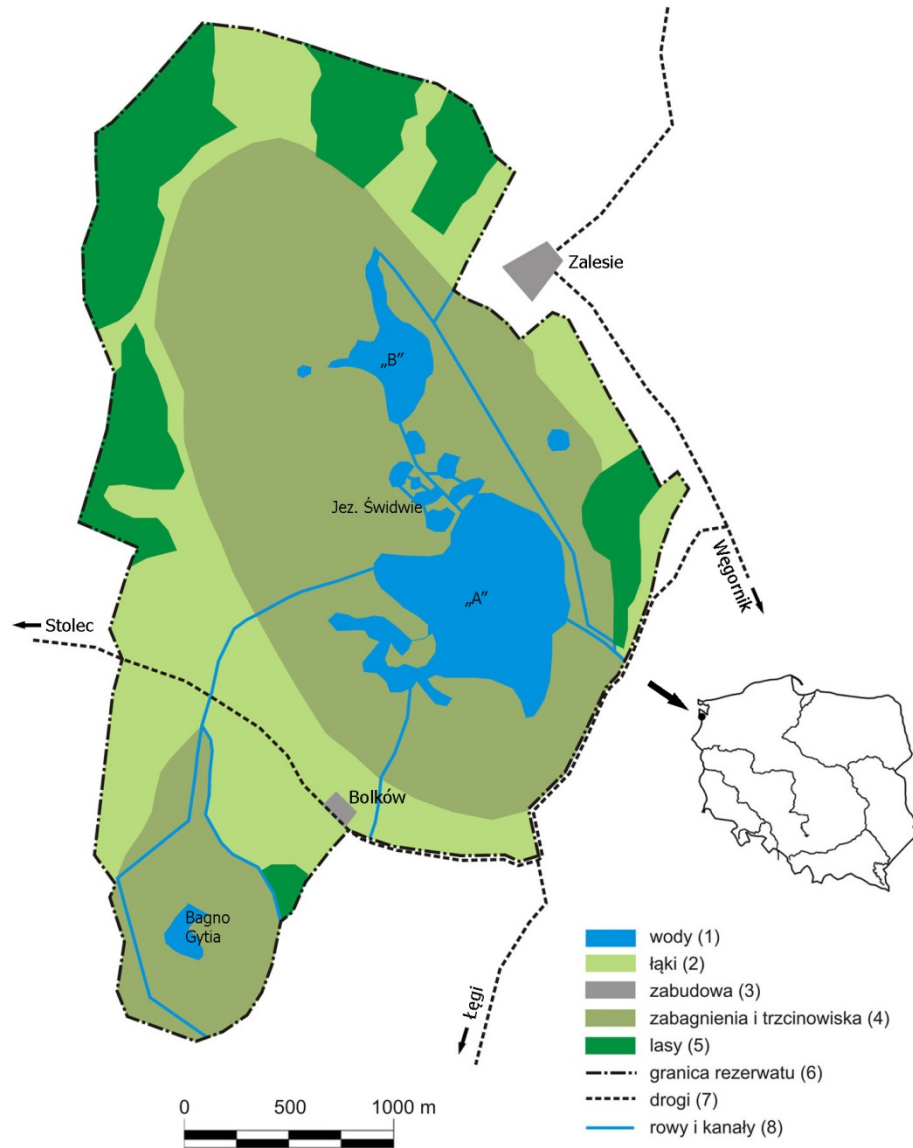 Zalesie
„B”
Jez. Świdwie
„A”
Węgornik
Stolec
Bolków
Bagno
Gytia
Łęgi
wody (1)
łąki (2)
zabudowa (3)
zabagnienia i trzcinowiska (4)
lasy (5)
granica rezerwatu (6)
drogi (7)
rowy i kanały (8)
0 500 1000 m